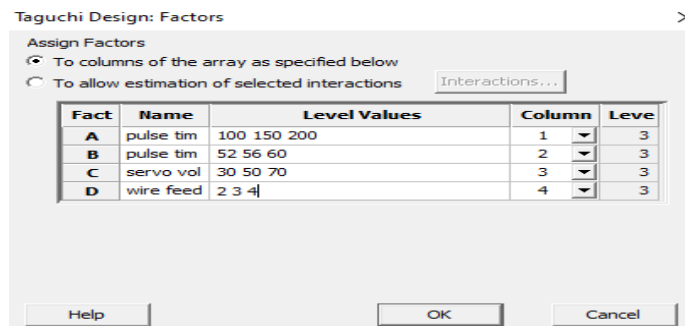 Taguchi Design: Factors
Assign Factors
To columns of the array as specified below
To allow estimation of selected interactions Interactions...
Fact Name Level Values Column Leve
A pulse tim 100 150 200 1 3
B pulse tim 52 56 60 2 3
C servo vol 30 50 70 3 3
D wire feed 2 3 4 4 3
Help OK Cancel